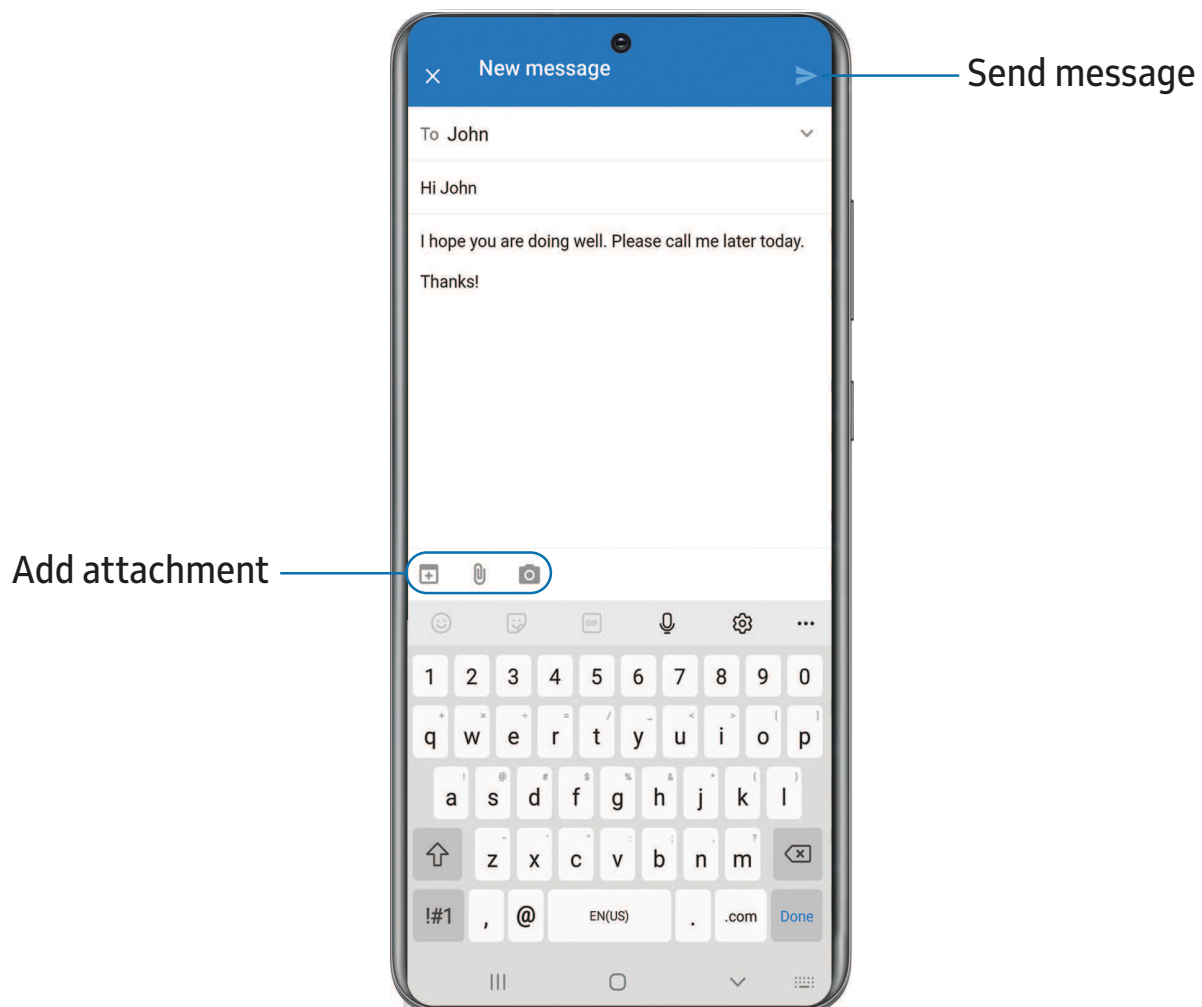 New message
Send message
To John
Hi John
I hope you are doing well. Please call me later today.
Thanks!
Add attachment
GIF
1 2 3 4 5 6 7 8 9 0
+ × ÷ = / _ < > [ ]
q w e r t y u i o p
! @ # $ % & * ( )
a s d f g h j k l
- ' " : ; , ?
z x c v b n m
!#1 , @ EN(US) . .com Done